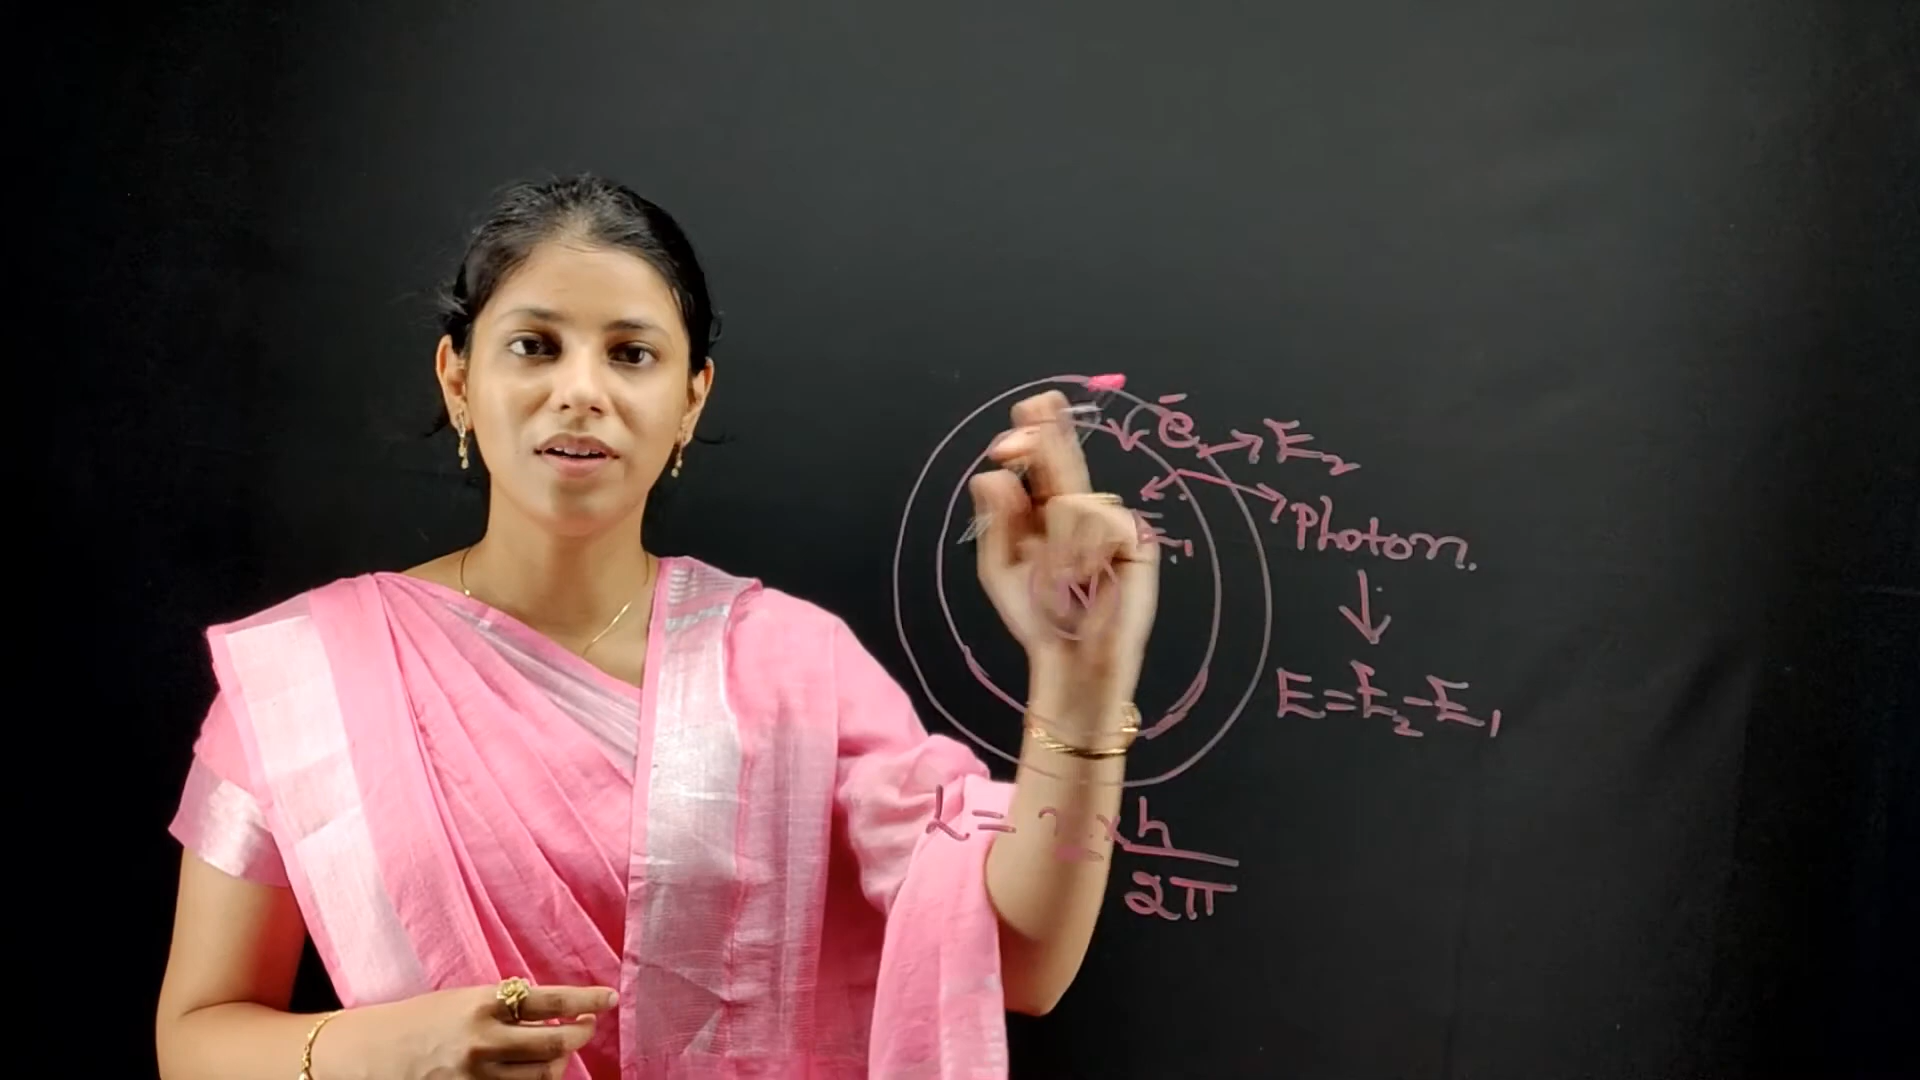 ē
E₂
E₁
Photon.
N
E=E₂-E₁
L = n × h
2π